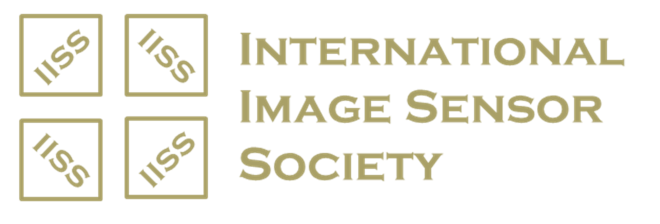 IISS IISS
IISS IISS
INTERNATIONAL
IMAGE SENSOR
SOCIETY